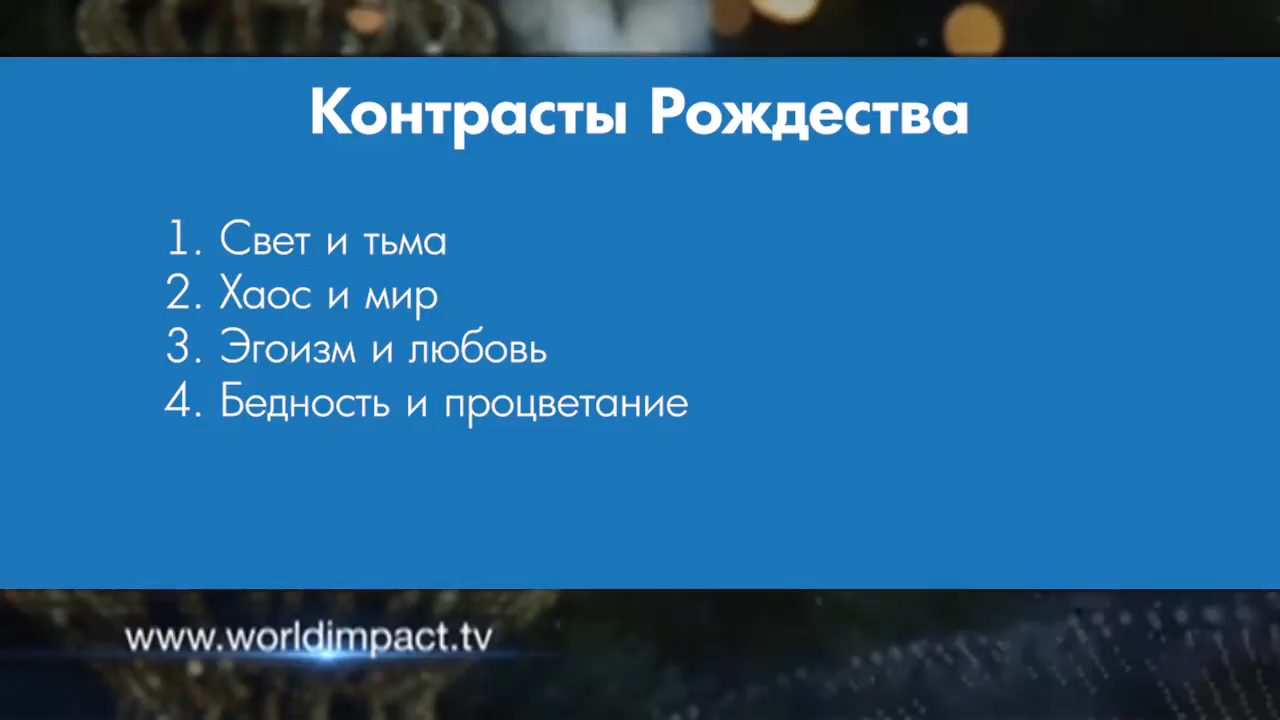 Контрасты Рождества
1. Свет и тьма
2. Хаос и мир
3. Эгоизм и любовь
4. Бедность и процветание
www.worldimpact.tv